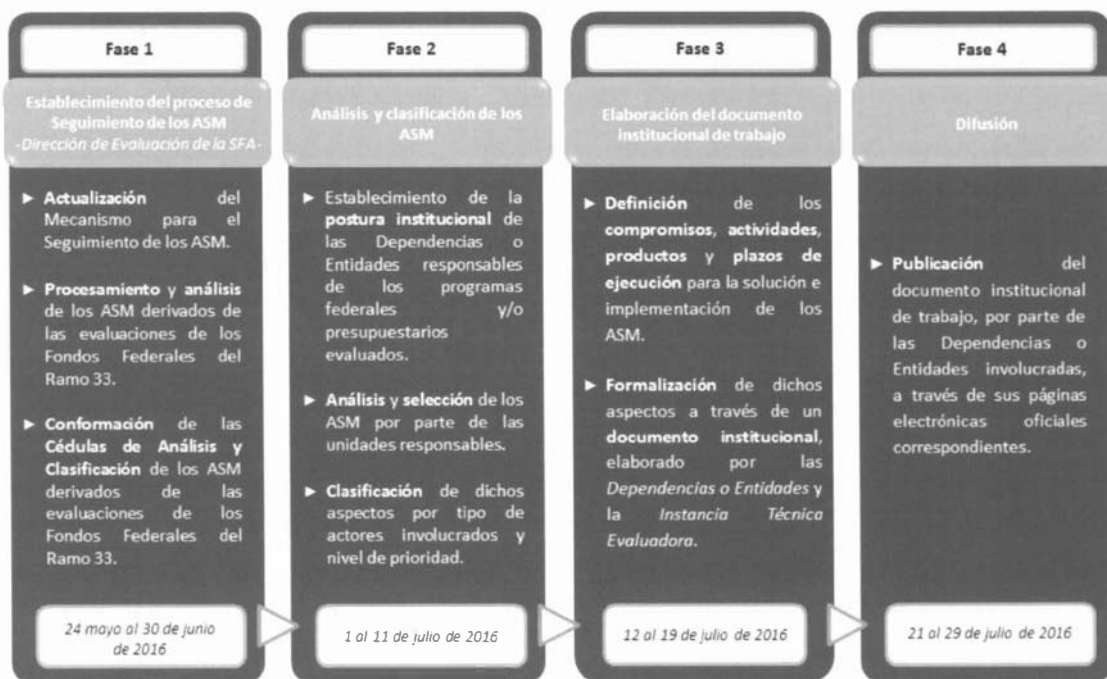 Fase 1
Establecimiento del proceso de
Seguimiento de los ASM
-Dirección de Evaluación de la SFA-
► Actualización del
Mecanismo para el
Seguimiento de los ASM.
► Procesamiento y análisis
de los ASM derivados de
las evaluaciones de los
Fondos Federales del
Ramo 33.
► Conformación de las
Cédulas de Análisis y
Clasificación de los ASM
derivados de las
evaluaciones de los
Fondos Federales del
Ramo 33.
24 mayo al 30 de junio
de 2016
Fase 2
Análisis y clasificación de los
ASM
► Establecimiento de la
postura institucional de
las Dependencias o
Entidades responsables
de los programas
federales y/o
presupuestarios
evaluados.
► Análisis y selección de los
ASM por parte de las
unidades responsables.
► Clasificación de dichos
aspectos por tipo de
actores involucrados y
nivel de prioridad.
1 al 11 de julio de 2016
Fase 3
Elaboración del documento
institucional de trabajo
► Definición de los
compromisos, actividades,
productos y plazos de
ejecución para la solución e
implementación de los
ASM.
► Formalización de dichos
aspectos a través de un
documento institucional,
elaborado por las
Dependencias o Entidades y
la Instancia Técnica
Evaluadora.
12 al 19 de julio de 2016
Fase 4
Difusión
► Publicación del
documento institucional
de trabajo, por parte de
las Dependencias o
Entidades involucradas,
a través de sus páginas
electrónicas oficiales
correspondientes.
21 al 29 de julio de 2016